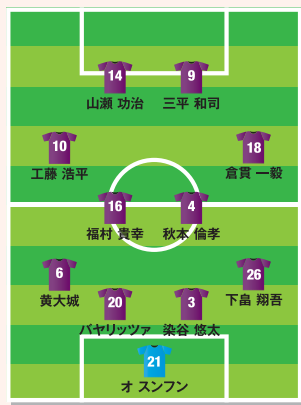 14 9
山瀬 功治 三平 和司
10 18
工藤 浩平 倉貫 一毅
16 4
福村 貴幸 秋本 倫孝
6 26
黄大城 下畠 翔吾
20 3
バヤリッツァ 染谷 悠太
21
オ スンフン